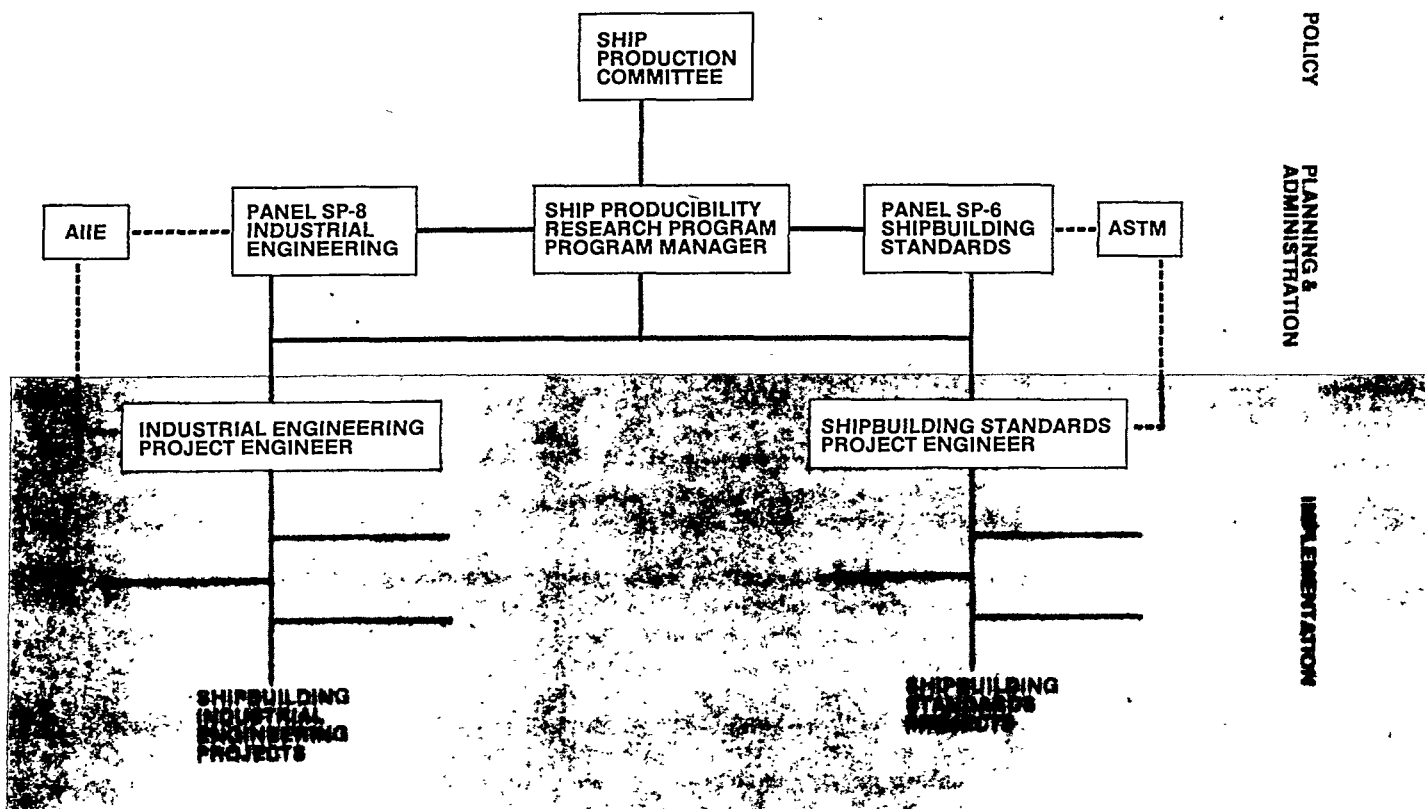 SHIP
PRODUCTION
COMMITTEE
POLICY
AIIE
PANEL SP-8
INDUSTRIAL
ENGINEERING
SHIP PRODUCIBILITY
RESEARCH PROGRAM
PROGRAM MANAGER
PANEL SP-6
SHIPBUILDING
STANDARDS
ASTM
PLANNING &
ADMINISTRATION
INDUSTRIAL ENGINEERING
PROJECT ENGINEER
SHIPBUILDING STANDARDS
PROJECT ENGINEER
IMPLEMENTATION
SHIPBUILDING
INDUSTRIAL
ENGINEERING
PROJECTS
SHIPBUILDING
STANDARDS
PROJECTS